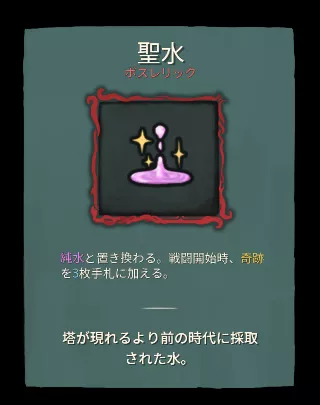 聖水
ボスレリック
純水と置き換わる。戦闘開始時、奇跡
を3枚手札に加える。
塔が現れるより前の時代に採取
された水。